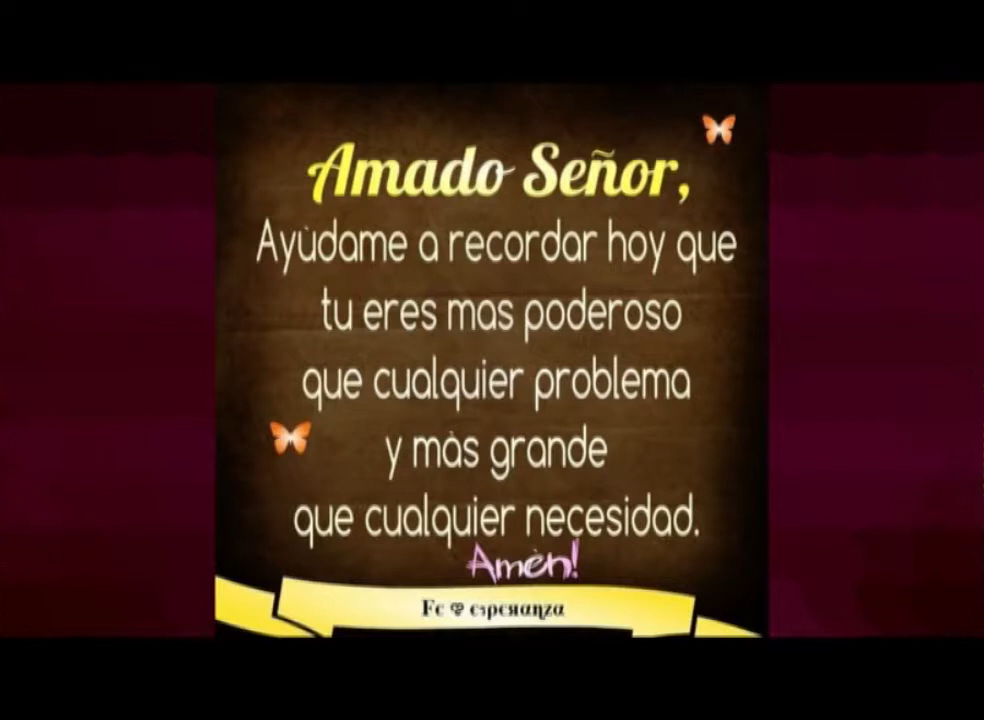 Amado Señor,
Ayùdame a recordar hoy que
tu eres mas poderoso
que cualquier problema
y màs grande
que cualquier necesidad.
Amèn!
Fe esperanza